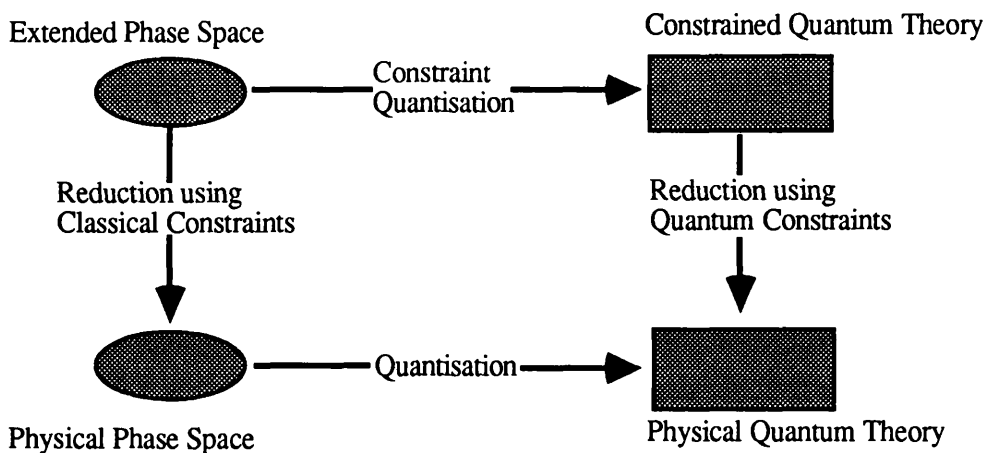 Extended Phase Space
Constrained Quantum Theory
Constraint
Quantisation
Reduction using
Classical Constraints
Reduction using
Quantum Constraints
Quantisation
Physical Phase Space
Physical Quantum Theory